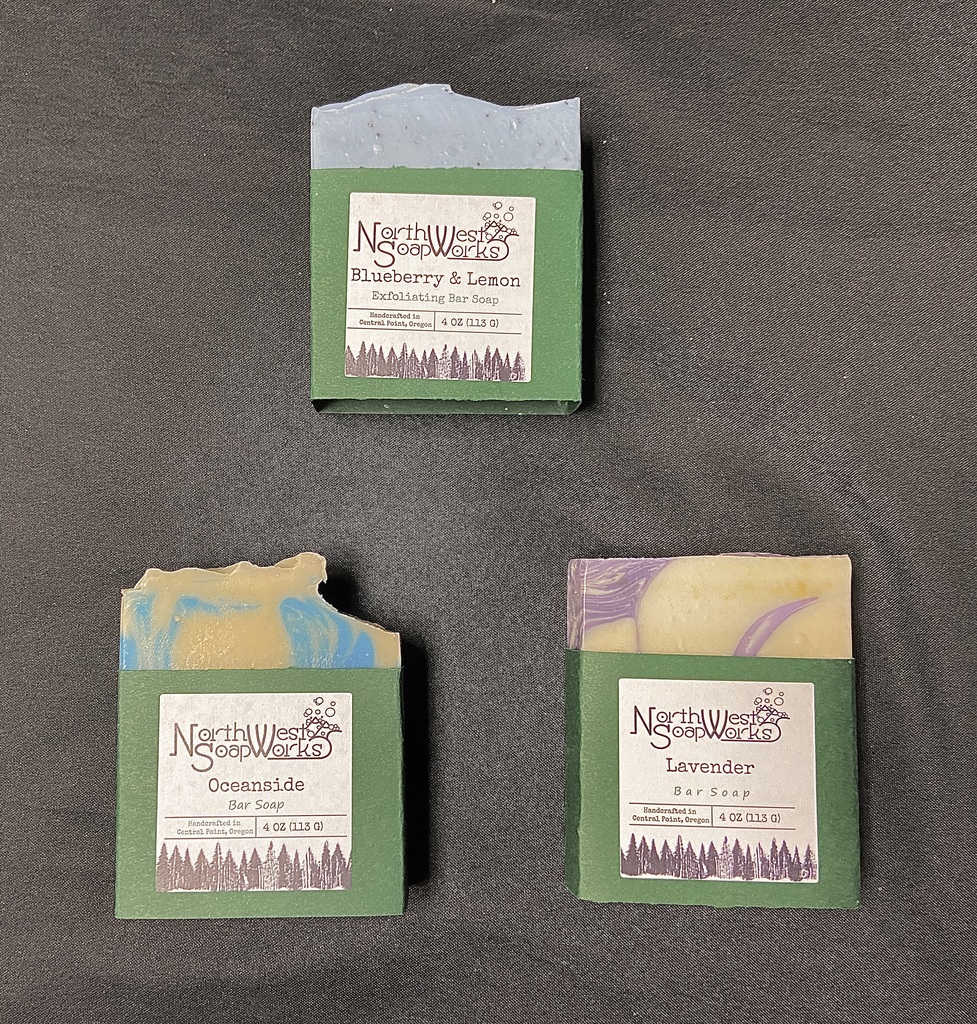 NorthWest
SoapWorks
Blueberry & Lemon
Exfoliating Bar Soap
Handcrafted in
Central Point, Oregon
4 OZ (113 G)
NorthWest
SoapWorks
Oceanside
Bar Soap
Handcrafted in
Central Point, Oregon
4 OZ (113 G)
NorthWest
SoapWorks
Lavender
Bar Soap
Handcrafted in
Central Point, Oregon
4 OZ (113 G)